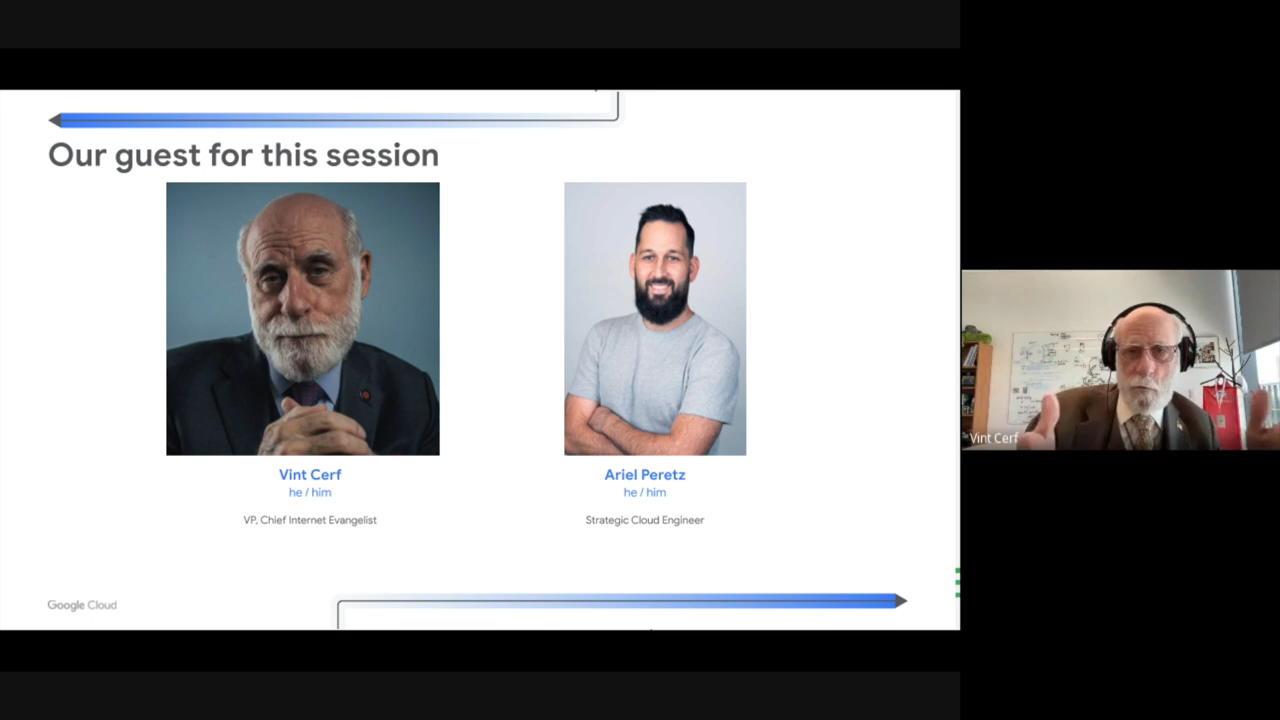 Our guest for this session
Vint Cerf
he / him
VP, Chief Internet Evangelist
Ariel Peretz
he / him
Strategic Cloud Engineer
Google Cloud
Vint Cerf